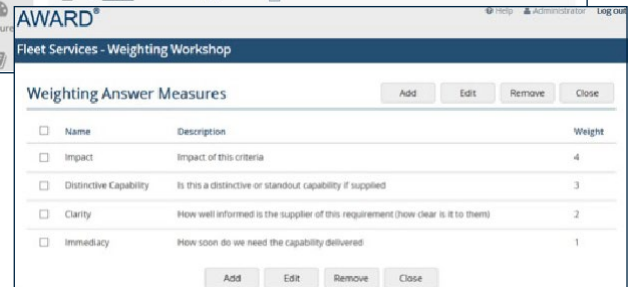 AWARD®
Help Administrator Log out
Fleet Services - Weighting Workshop
Weighting Answer Measures
Add Edit Remove Close
Name Description Weight
Impact Impact of this criteria 4
Distinctive Capability Is this a distinctive or standout capability if supplied 3
Clarity How well informed is the supplier of this requirement (how clear is it to them) 2
Immediacy How soon do we need the capability delivered 1
Add Edit Remove Close